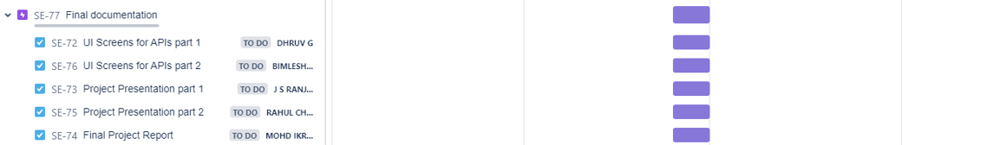 SE-77 Final documentation
SE-72 UI Screens for APIs part 1 TO DO DHRUV G
SE-76 UI Screens for APIs part 2 TO DO BIMLESH...
SE-73 Project Presentation part 1 TO DO J S RANJ...
SE-75 Project Presentation part 2 TO DO RAHUL CH...
SE-74 Final Project Report TO DO MOHD IKR...